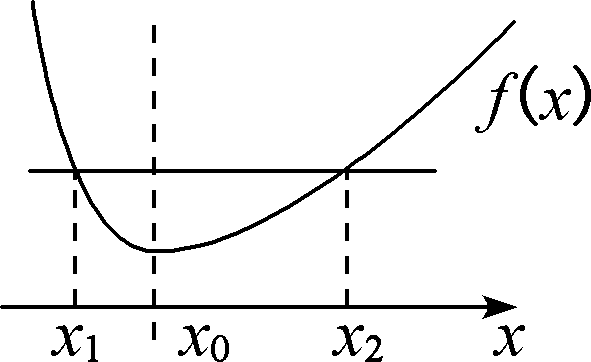 f(x)
x₁ x₀ x₂ x